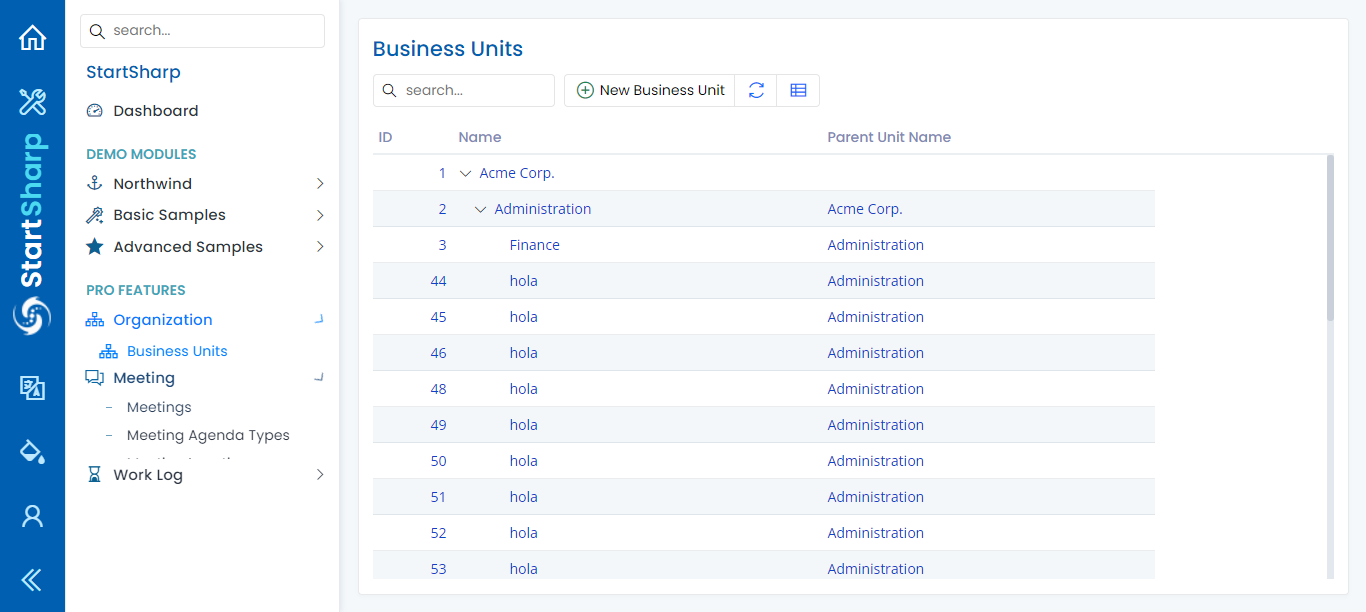 StartSharp
search...
StartSharp
Dashboard
DEMO MODULES
Northwind
Basic Samples
Advanced Samples
PRO FEATURES
Organization
Business Units
Meeting
Meetings
Meeting Agenda Types
Work Log
Business Units
search...
New Business Unit
ID Name Parent Unit Name
1 Acme Corp.
2 Administration Acme Corp.
3 Finance Administration
44 hola Administration
45 hola Administration
46 hola Administration
48 hola Administration
49 hola Administration
50 hola Administration
51 hola Administration
52 hola Administration
53 hola Administration